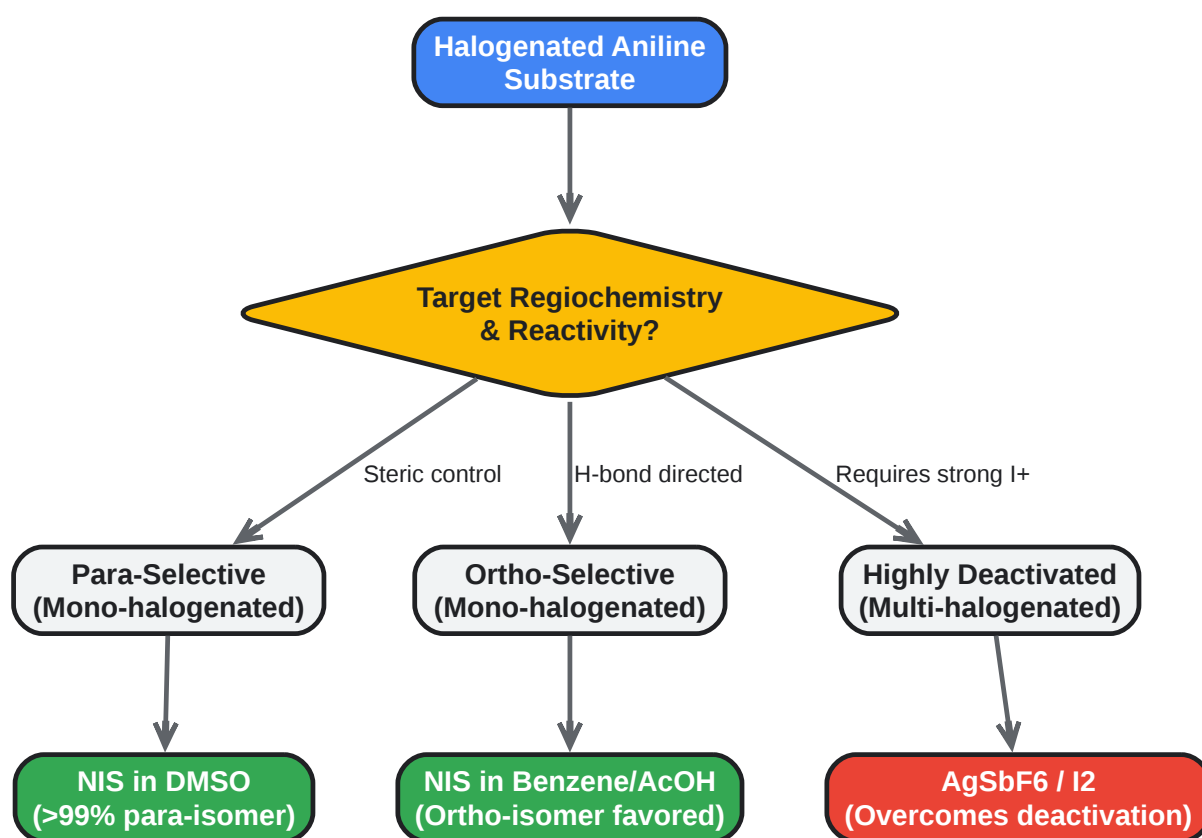 Halogenated Aniline
Substrate
Target Regiochemistry
& Reactivity?
Steric control
H-bond directed
Requires strong I+
Para-Selective
(Mono-halogenated)
Ortho-Selective
(Mono-halogenated)
Highly Deactivated
(Multi-halogenated)
NIS in DMSO
(>99% para-isomer)
NIS in Benzene/AcOH
(Ortho-isomer favored)
AgSbF6 / I2
(Overcomes deactivation)